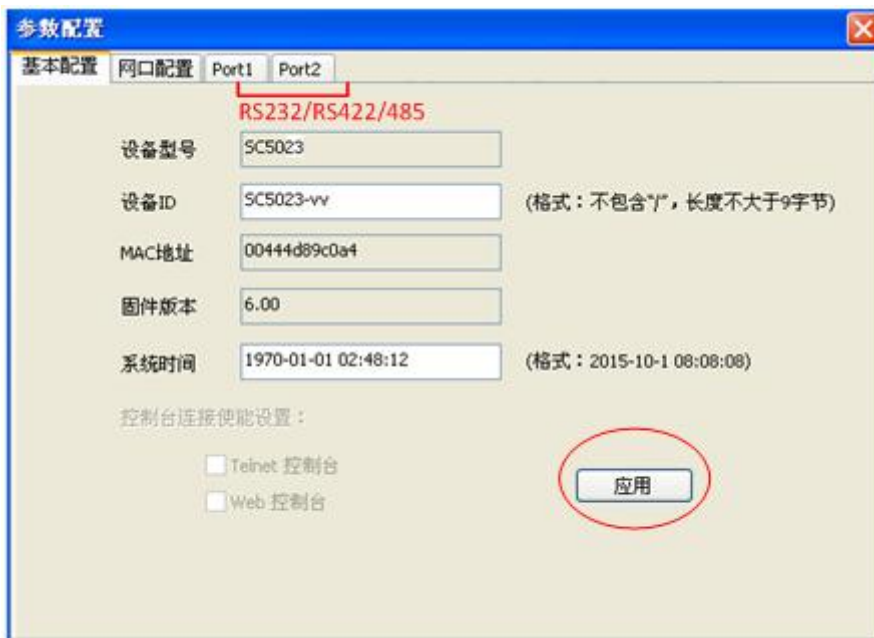 参数配置
基本配置 网口配置 Port1 Port2
RS232/RS422/485
设备型号 SC5023
设备ID SC5023-vv (格式：不包含"/"，长度不大于9字节)
MAC地址 00444d89c0a4
固件版本 6.00
系统时间 1970-01-01 02:48:12 (格式：2015-10-1 08:08:08)
控制台连接使能设置：
Telnet 控制台
应用
Web 控制台